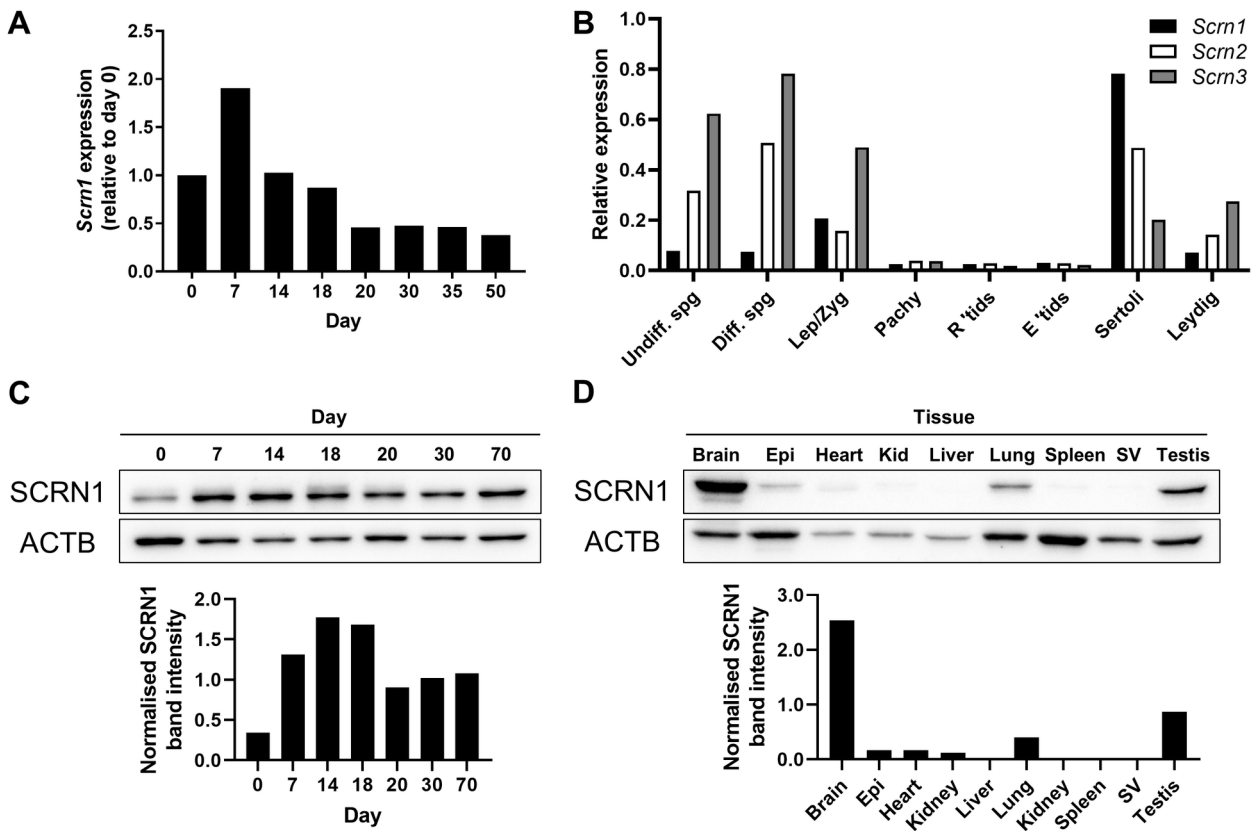 A
Scrn1 expression
(relative to day 0)
2.5
2.0
1.5
1.0
0.5
0.0
0 7 14 18 20 30 35 50
Day
B
Relative expression
1.0
0.8
0.6
0.4
0.2
0.0
Scrn1
Scrn2
Scrn3
Undiff. spg
Diff. spg
Lep/Zyg
Pachy
R 'tids
E 'tids
Sertoli
Leydig
C
Day
0 7 14 18 20 30 70
SCRN1
ACTB
Normalised SCRN1
band intensity
2.0
1.5
1.0
0.5
0.0
0 7 14 18 20 30 70
Day
D
Tissue
Brain Epi Heart Kid Liver Lung Spleen SV Testis
SCRN1
ACTB
Normalised SCRN1
band intensity
3.0
2.0
1.0
0.0
Brain
Epi
Heart
Kidney
Liver
Lung
Kidney
Spleen
SV
Testis